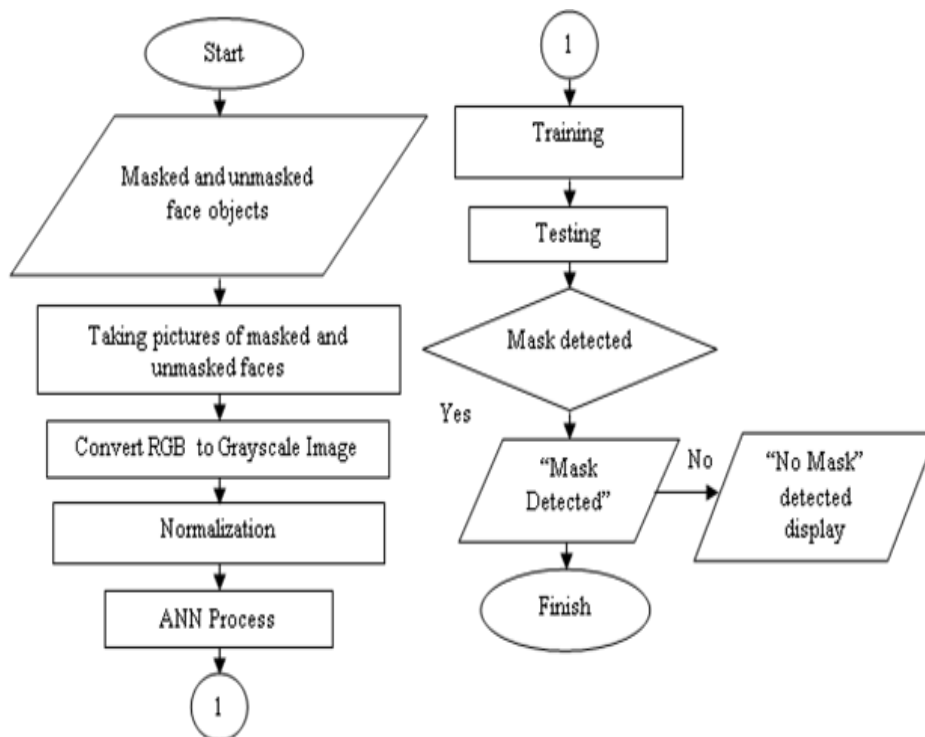 Start
Masked and unmasked
face objects
Taking pictures of masked and
unmasked faces
Convert RGB to Grayscale Image
Normalization
ANN Process
1
1
Training
Testing
Mask detected
Yes
“Mask
Detected”
No
“No Mask”
detected
display
Finish